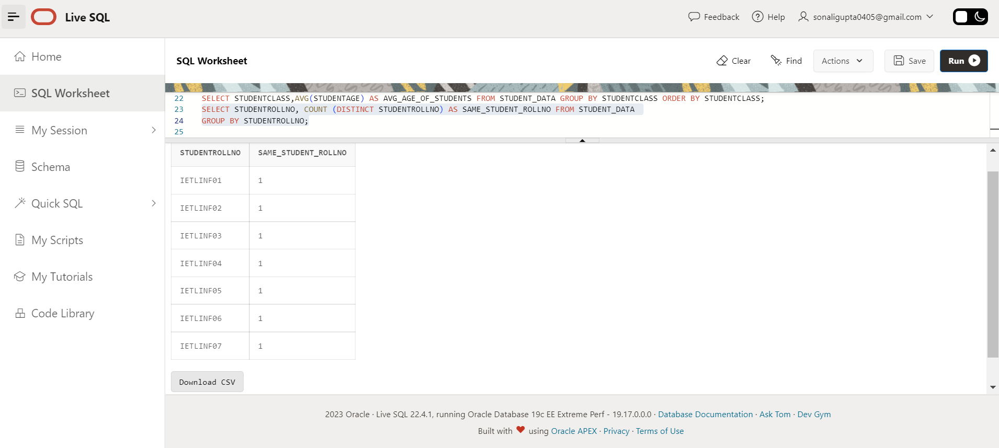 Live SQL
Feedback
Help
sonaligupta0405@gmail.com
Home
SQL Worksheet
My Session
Schema
Quick SQL
My Scripts
My Tutorials
Code Library
SQL Worksheet
Clear
Find
Actions
Save
Run
22 SELECT STUDENTCLASS,AVG(STUDENTAGE) AS AVG_AGE_OF_STUDENTS FROM STUDENT_DATA GROUP BY STUDENTCLASS ORDER BY STUDENTCLASS;
23 SELECT STUDENTROLLNO, COUNT (DISTINCT STUDENTROLLNO) AS SAME_STUDENT_ROLLNO FROM STUDENT_DATA
24 GROUP BY STUDENTROLLNO;
25
STUDENTROLLNO SAME_STUDENT_ROLLNO
IETLINF01 1
IETLINF02 1
IETLINF03 1
IETLINF04 1
IETLINF05 1
IETLINF06 1
IETLINF07 1
Download CSV
2023 Oracle · Live SQL 22.4.1, running Oracle Database 19c EE Extreme Perf - 19.17.0.0.0 · Database Documentation · Ask Tom · Dev Gym
Built with ❤ using Oracle APEX · Privacy · Terms of Use